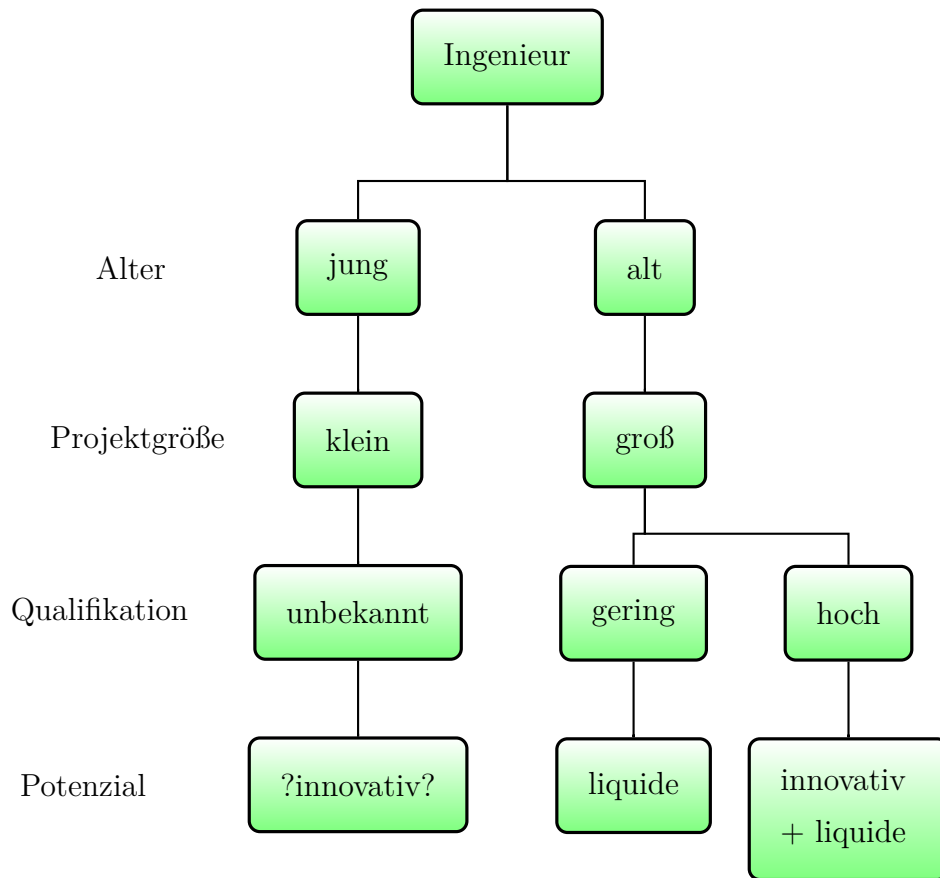 Ingenieur
Alter
jung
alt
Projektgröße
klein
groß
Qualifikation
unbekannt
gering
hoch
Potenzial
?innovativ?
liquide
innovativ
+ liquide